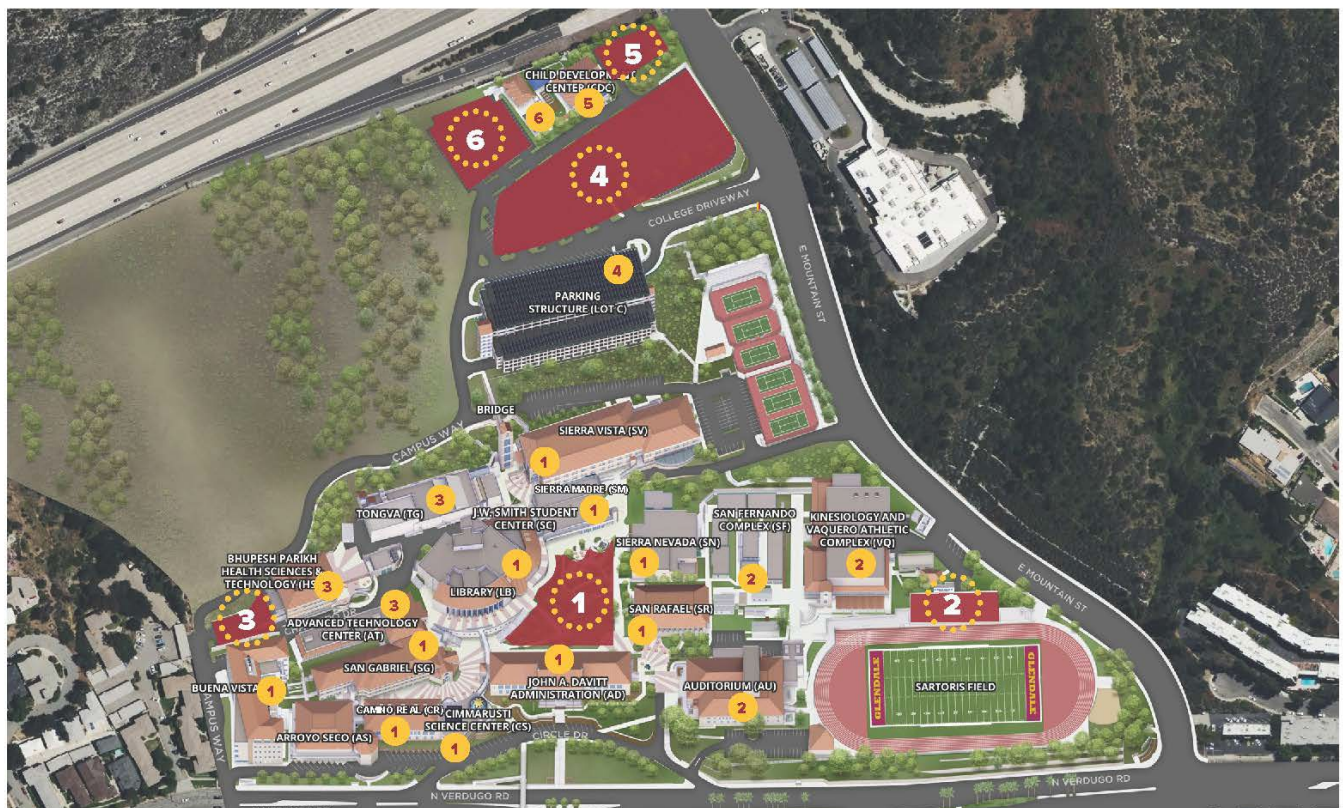 5
CHILD DEVELOPMENT
CENTER (CDC)
5
6
6
4
COLLEGE DRIVEWAY
E MOUNTAIN ST
4
PARKING
STRUCTURE (LOT C)
BRIDGE
CAMPUS WAY
SIERRA VISTA (SV)
1
SIERRA MADRE (SM)
3
TONGVA (TG)
J.W. SMITH STUDENT
CENTER (SC)
1
SAN FERNANDO
COMPLEX (SF)
KINESIOLOGY AND
VAQUERO ATHLETIC
COMPLEX (VQ)
SIERRA NEVADA (SN)
1
2
2
E MOUNTAIN ST
BHUPESH PARIKH
HEALTH SCIENCES &
TECHNOLOGY (HS
3
1
LIBRARY (LB)
1
2
3
3
ADVANCED TECHNOLOGY
CENTER (AT)
SAN RAFAEL (SR)
1
1
SAN GABRIEL (SG)
1
JOHN A. DAVITT
ADMINISTRATION (AD)
AUDITORIUM (AU)
2
GLENDALE
SARTORIS FIELD
GLENDALE
BUENA VISTA
1
CAMINO REAL (CR)
1
ARROYO SECO (AS)
CIMMARUSTI
SCIENCE CENTER (CS)
1
CIRCLE DR
CAMPUS WAY
N VERDUGO RD
N VERDUGO RD